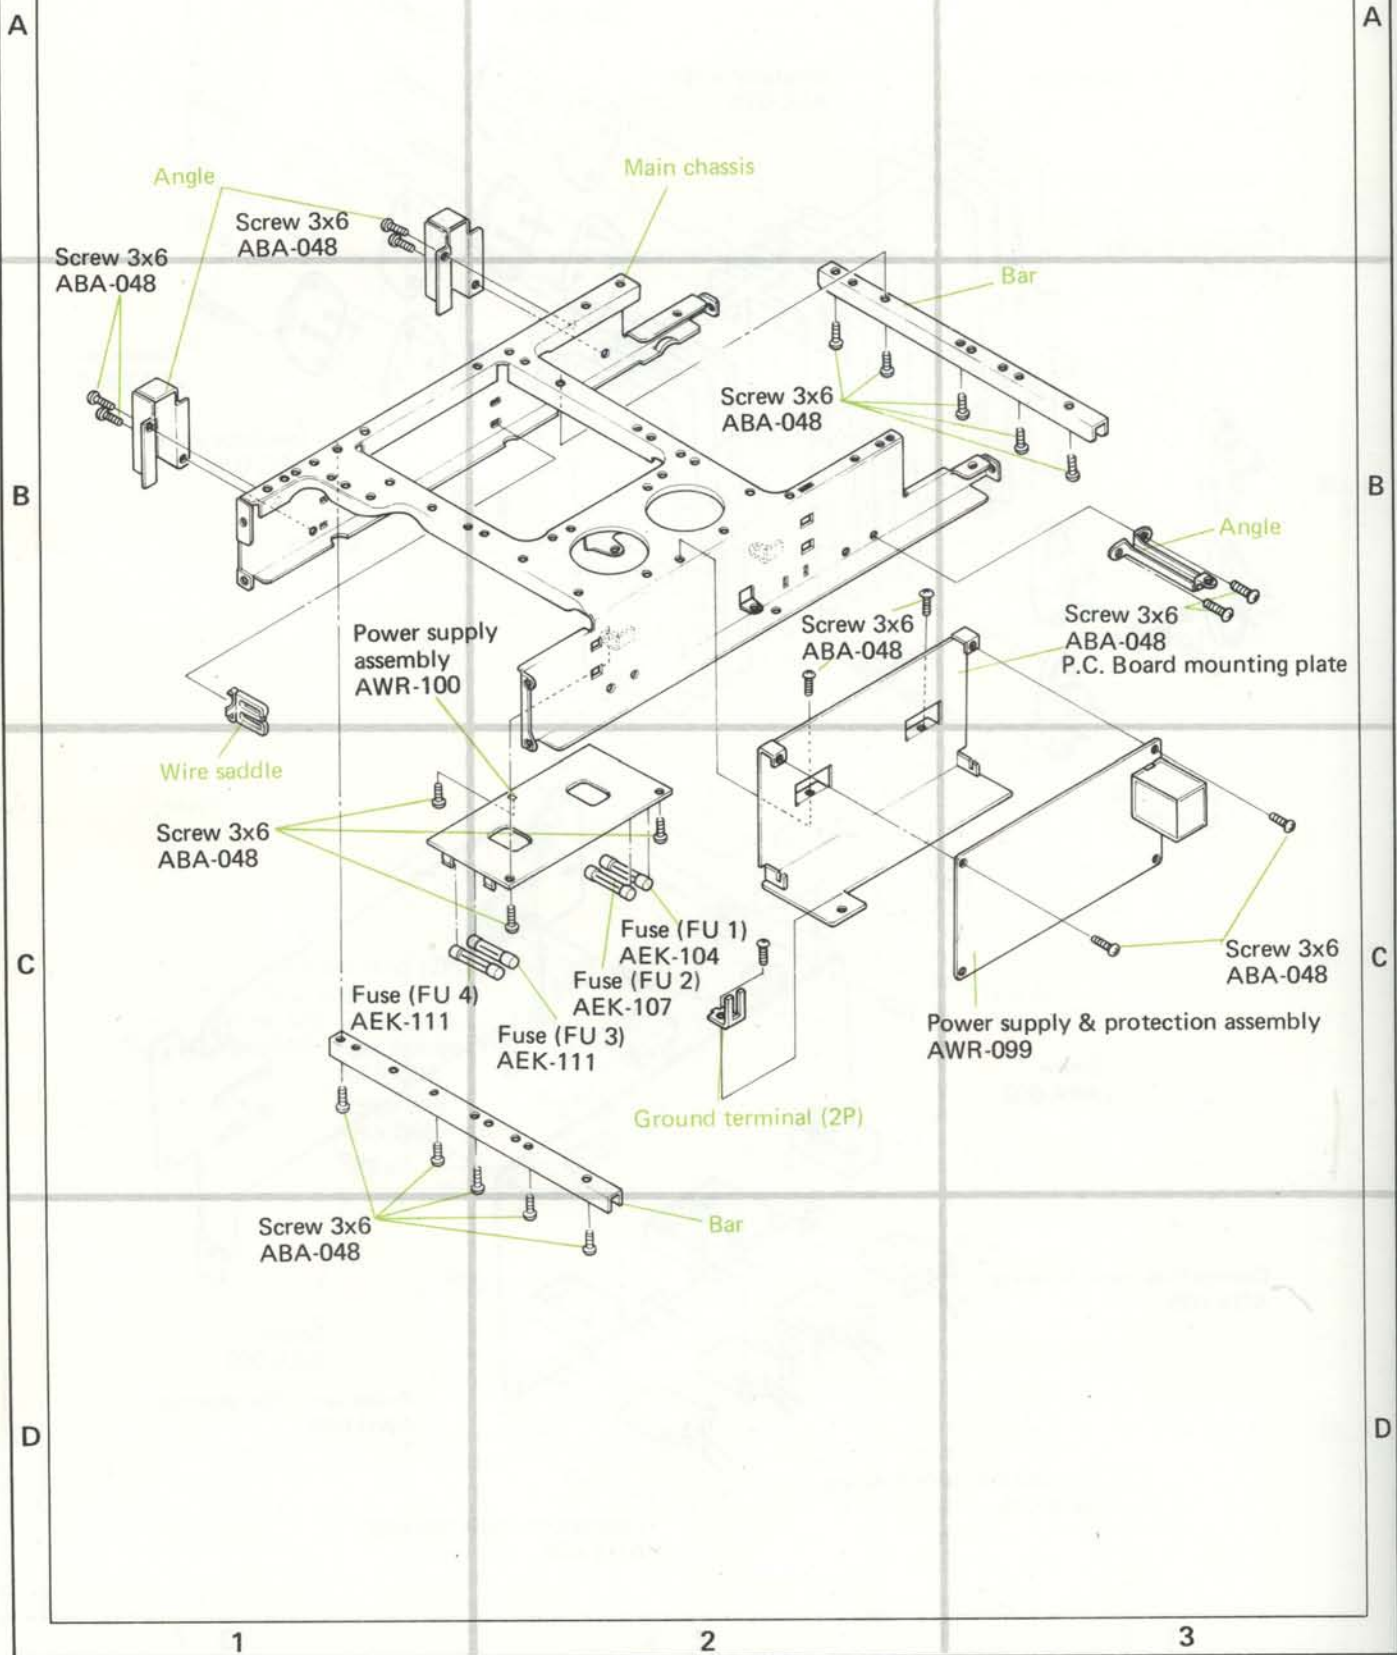 A
A
Angle
Main chassis
Screw 3x6
ABA-048
Screw 3x6
ABA-048
Bar
Screw 3x6
ABA-048
B
B
Angle
Screw 3x6
ABA-048
P.C. Board mounting plate
Screw 3x6
ABA-048
Power supply
assembly
AWR-100
Wire saddle
Screw 3x6
ABA-048
Fuse (FU 1)
AEK-104
Fuse (FU 2)
AEK-107
Fuse (FU 4)
AEK-111
Fuse (FU 3)
AEK-111
C
C
Screw 3x6
ABA-048
Power supply & protection assembly
AWR-099
Ground terminal (2P)
Screw 3x6
ABA-048
Bar
D
D
1
2
3